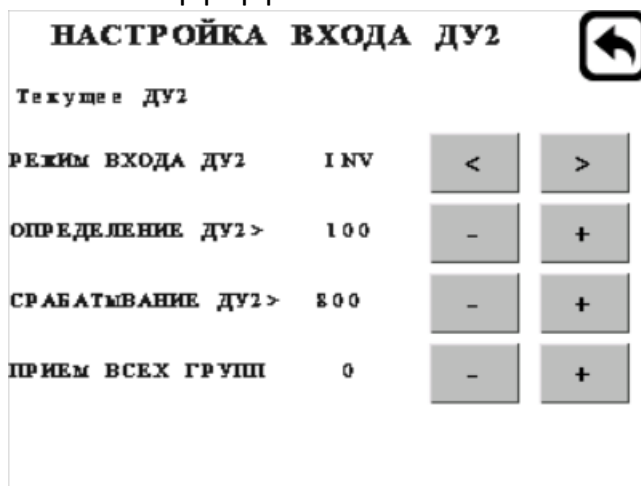 НАСТРОЙКА ВХОДА ДУ2
Текущее ДУ2
РЕЖИМ ВХОДА ДУ2 INV < >
ОПРЕДЕЛЕНИЕ ДУ2> 100 - +
СРАБАТЫВАНИЕ ДУ2> 800 - +
ПРИЕМ ВСЕХ ГРУПП 0 - +